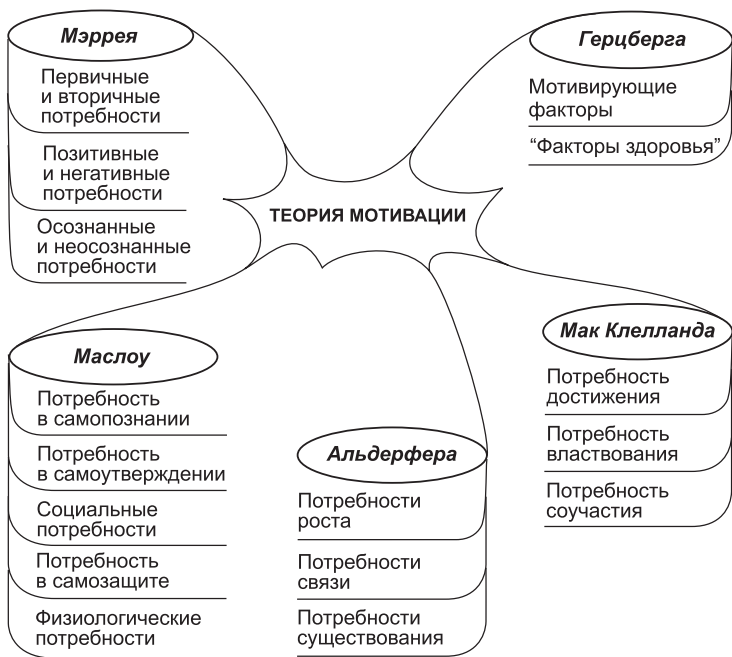 Мэррея
Первичные
и вторичные
потребности
Позитивные
и негативные
потребности
Осознанные
и неосознанные
потребности
Герцберга
Мотивирующие
факторы
“Факторы здоровья”
ТЕОРИЯ МОТИВАЦИИ
Маслоу
Потребность
в самопознании
Потребность
в самоутверждении
Социальные
потребности
Потребность
в самозащите
Физиологические
потребности
Альдерфера
Потребности
роста
Потребности
связи
Потребности
существования
Мак Клелланда
Потребность
достижения
Потребность
властвования
Потребность
соучастия